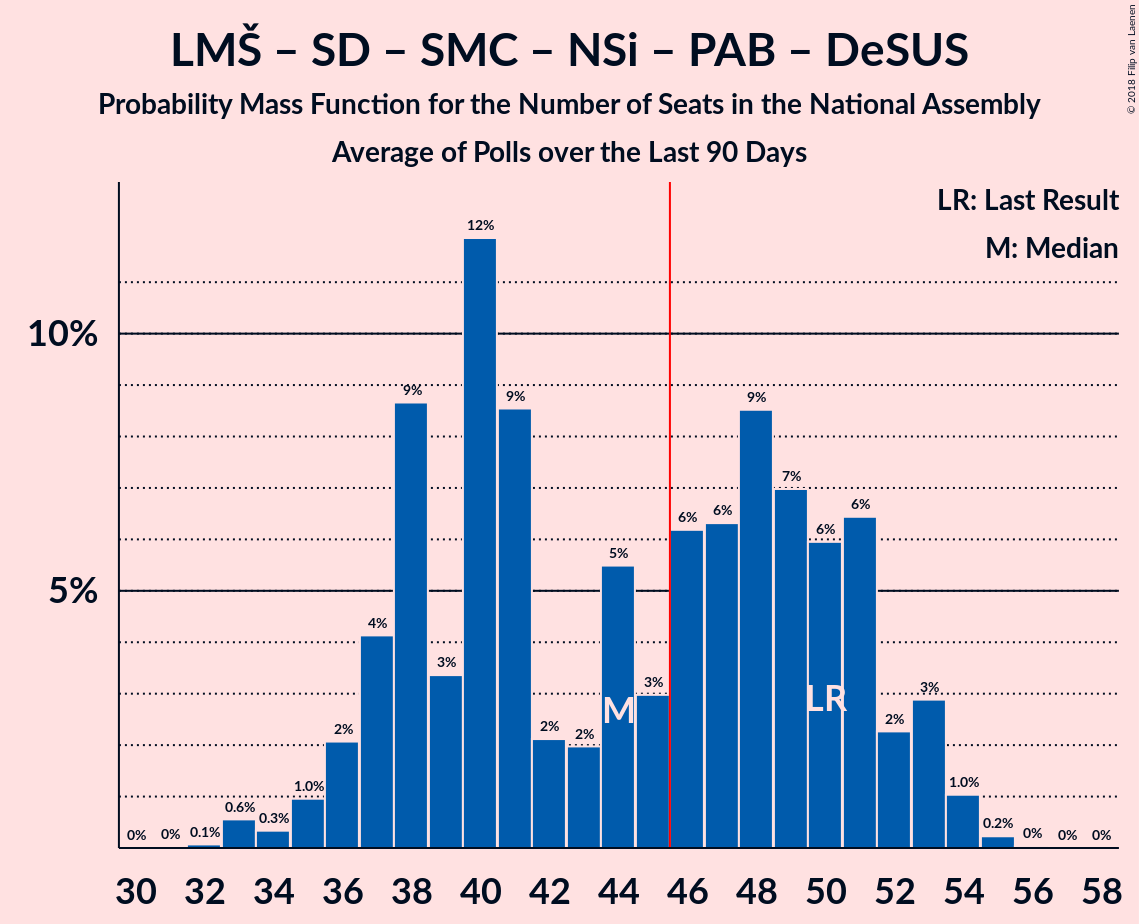 LMŠ – SD – SMC – NSi – PAB – DeSUS
Probability Mass Function for the Number of Seats in the National Assembly
Average of Polls over the Last 90 Days
© 2018 Filip van Laenen
LR: Last Result
M: Median
10%
5%
0% 0% 0.1% 0.6% 0.3% 1.0% 2% 4% 9% 3% 12% 9% 2% 2% 5% 3% 6% 6% 9% 7% 6% 6% 2% 3% 1.0% 0.2% 0% 0% 0%
M LR
30 32 34 36 38 40 42 44 46 48 50 52 54 56 58